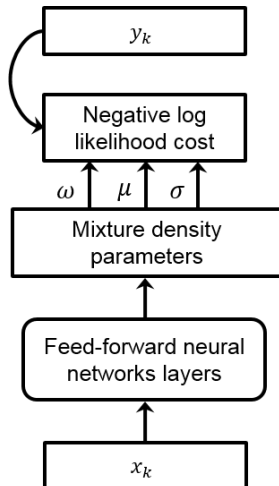 y_k
Negative log
likelihood cost
ω μ σ
Mixture density
parameters
Feed-forward neural
networks layers
x_k